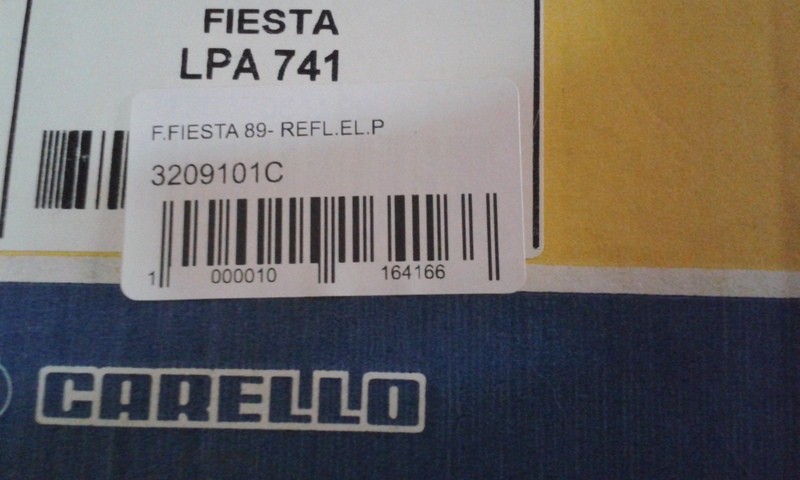 FIESTA
LPA 741
F.FIESTA 89- REFL.EL.P
3209101C
1 000010 164166
CARELLO